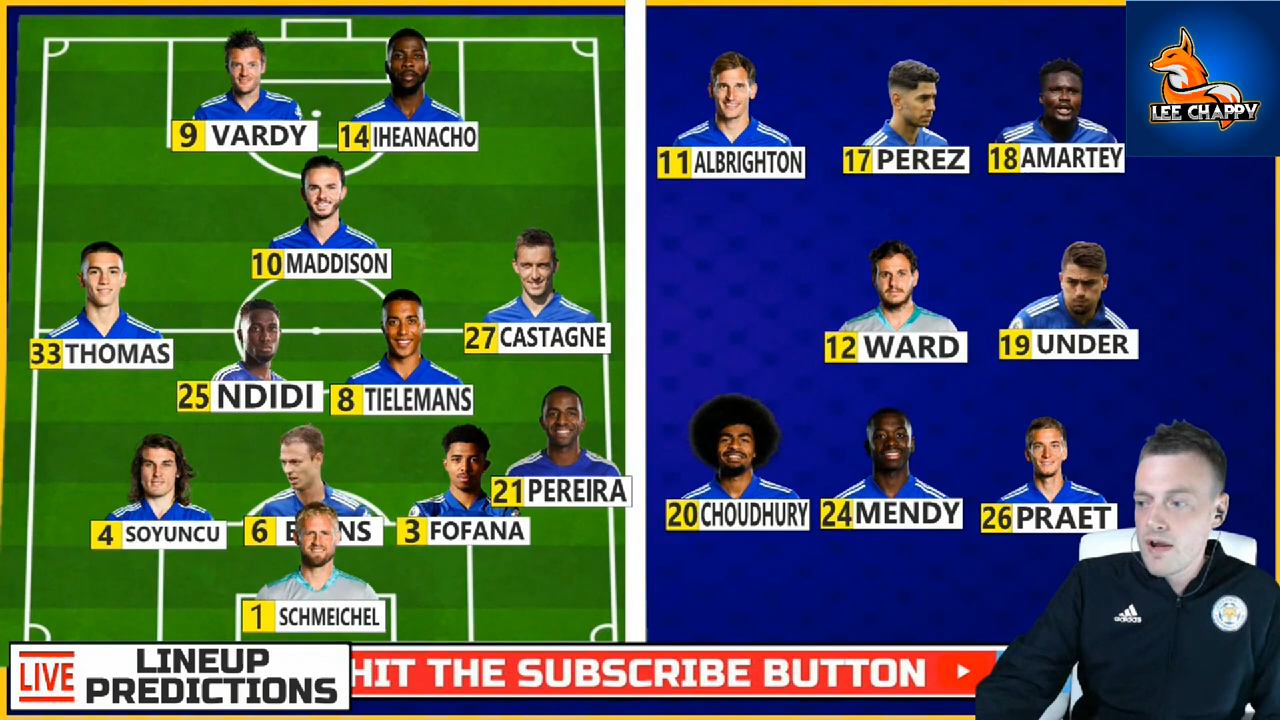 9 VARDY
14 IHEANACHO
10 MADDISON
33 THOMAS
27 CASTAGNE
25 NDIDI
8 TIELEMANS
21 PEREIRA
4 SOYUNCU
6
3 FOFANA
1 SCHMEICHEL
11 ALBRIGHTON
17 PEREZ
18 AMARTEY
12 WARD
19 UNDER
20 CHOUDHURY
24 MENDY
26 PRAET
LEE CHAPPY
adidas
LIVE
LINEUP
PREDICTIONS
HIT THE SUBSCRIBE BUTTON